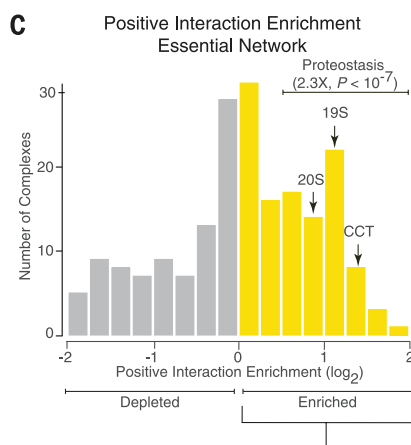 C
Positive Interaction Enrichment
Essential Network
Proteostasis
(2.3X, P < 10-7)
19S
20S
CCT
Number of Complexes
30
20
10
0
-2
-1
0
1
2
Positive Interaction Enrichment (log2)
Depleted
Enriched